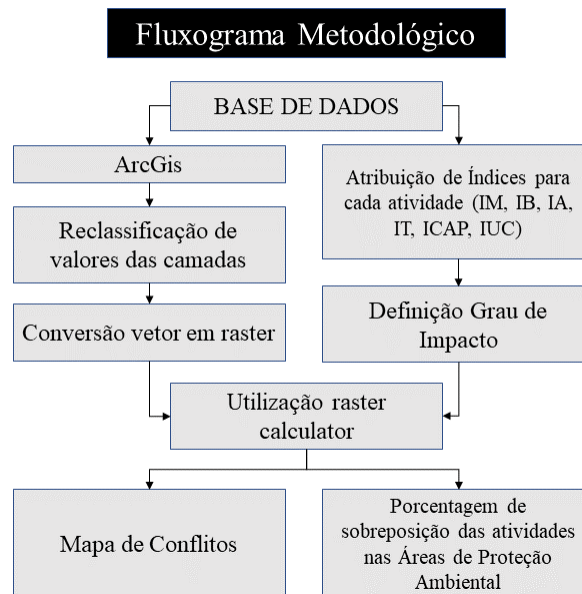 Fluxograma Metodológico
BASE DE DADOS
ArcGis
Reclassificação de
valores das camadas
Conversão vetor em raster
Atribuição de Índices para
cada atividade (IM, IB, IA,
IT, ICAP, IUC)
Definição Grau de
Impacto
Utilização raster
calculator
Mapa de Conflitos
Porcentagem de
sobreposição das atividades
nas Áreas de Proteção
Ambiental